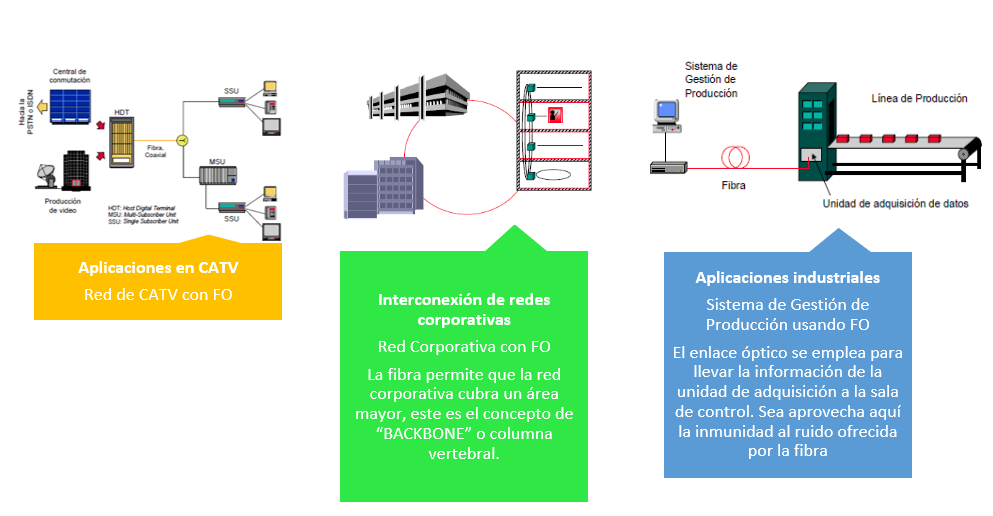 Central de
conmutación
Hacia la
PSTN o ISDN
HDT
SSU
Fibra,
Coaxial
MSU
SSU
Producción
de video
HDT: Host Digital Terminal
MSU: Multi-Subscriber Unit
SSU: Single Subscriber Unit
Aplicaciones en CATV
Red de CATV con FO
Interconexión de redes
corporativas
Red Corporativa con FO
La fibra permite que la red
corporativa cubra un área
mayor, este es el concepto de
“BACKBONE” o columna
vertebral.
Sistema de
Gestión de
Producción
Línea de Producción
Fibra
Unidad de adquisición de datos
Aplicaciones industriales
Sistema de Gestión de
Producción usando FO
El enlace óptico se emplea para
llevar la información de la
unidad de adquisición a la sala
de control. Sea aprovecha aquí
la inmunidad al ruido ofrecida
por la fibra